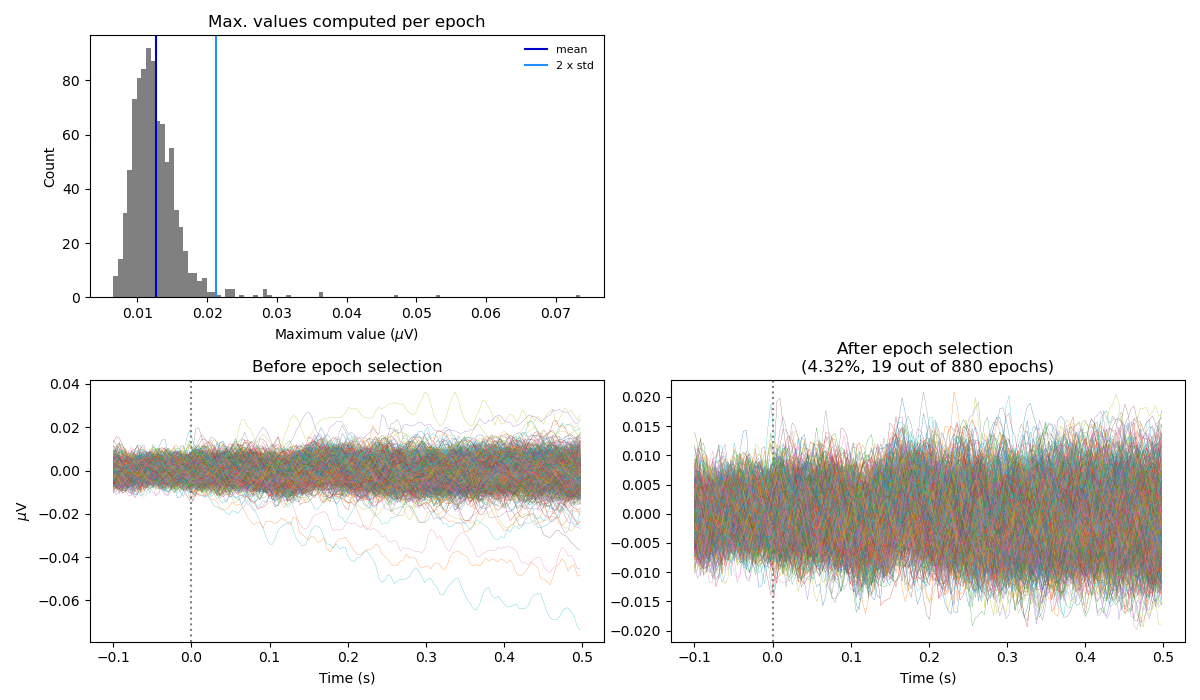 Max. values computed per epoch
mean
2 x std
Count
80
60
40
20
0
0.01 0.02 0.03 0.04 0.05 0.06 0.07
Maximum value (μV)
Before epoch selection
μV
0.04
0.02
0.00
−0.02
−0.04
−0.06
−0.1 0.0 0.1 0.2 0.3 0.4 0.5
Time (s)
After epoch selection
(4.32%, 19 out of 880 epochs)
0.020
0.015
0.010
0.005
0.000
−0.005
−0.010
−0.015
−0.020
−0.1 0.0 0.1 0.2 0.3 0.4 0.5
Time (s)